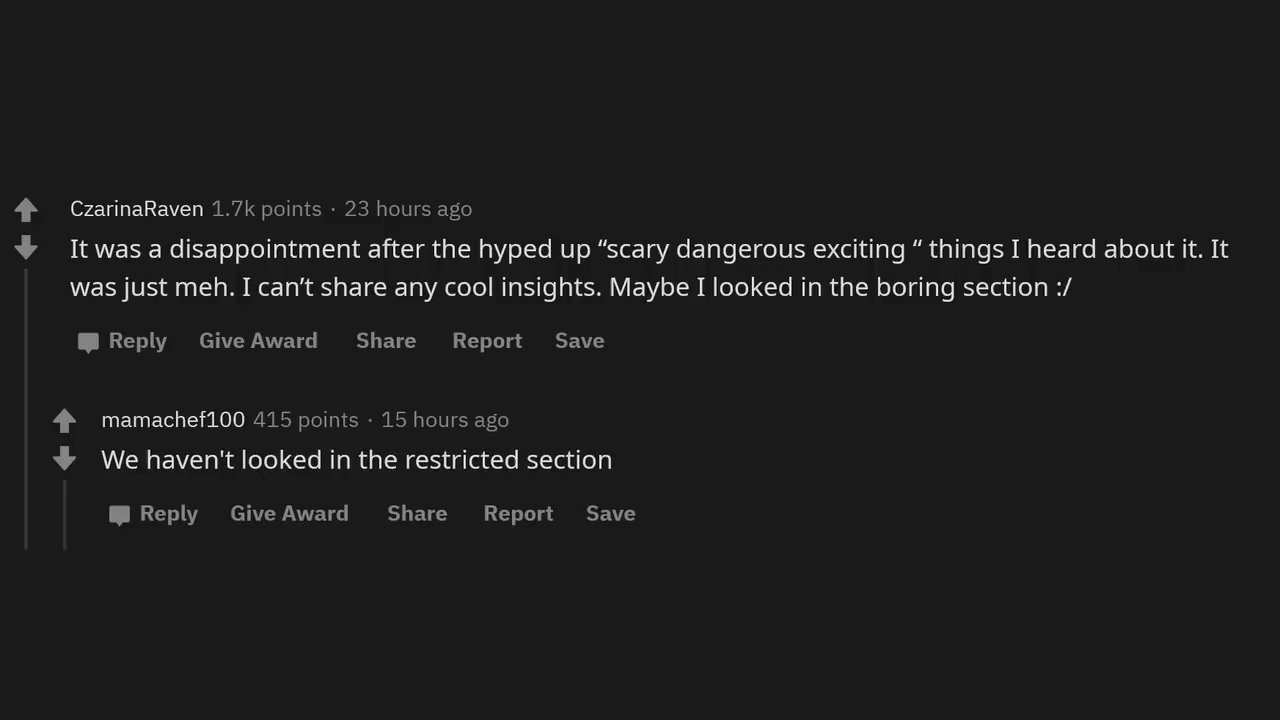 CzarinaRaven 1.7k points · 23 hours ago
It was a disappointment after the hyped up “scary dangerous exciting “ things I heard about it. It
was just meh. I can’t share any cool insights. Maybe I looked in the boring section :/
Reply Give Award Share Report Save
mamachef100 415 points · 15 hours ago
We haven't looked in the restricted section
Reply Give Award Share Report Save